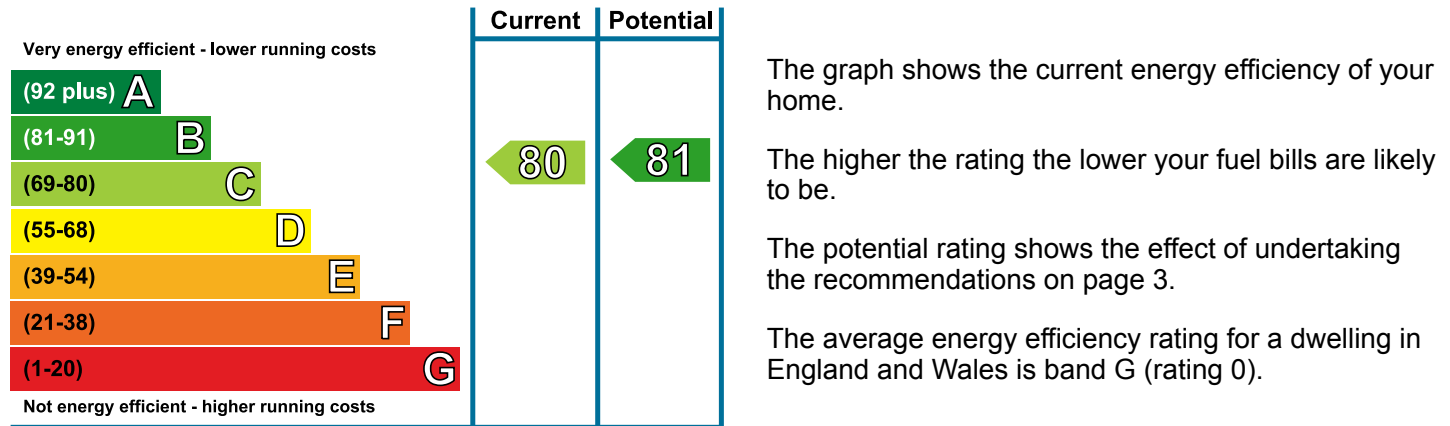 Current Potential
Very energy efficient - lower running costs
(92 plus) A
(81-91) B
(69-80) C
(55-68) D
(39-54) E
(21-38) F
(1-20) G
Not energy efficient - higher running costs
80 81
The graph shows the current energy efficiency of your
home.
The higher the rating the lower your fuel bills are likely
to be.
The potential rating shows the effect of undertaking
the recommendations on page 3.
The average energy efficiency rating for a dwelling in
England and Wales is band G (rating 0).